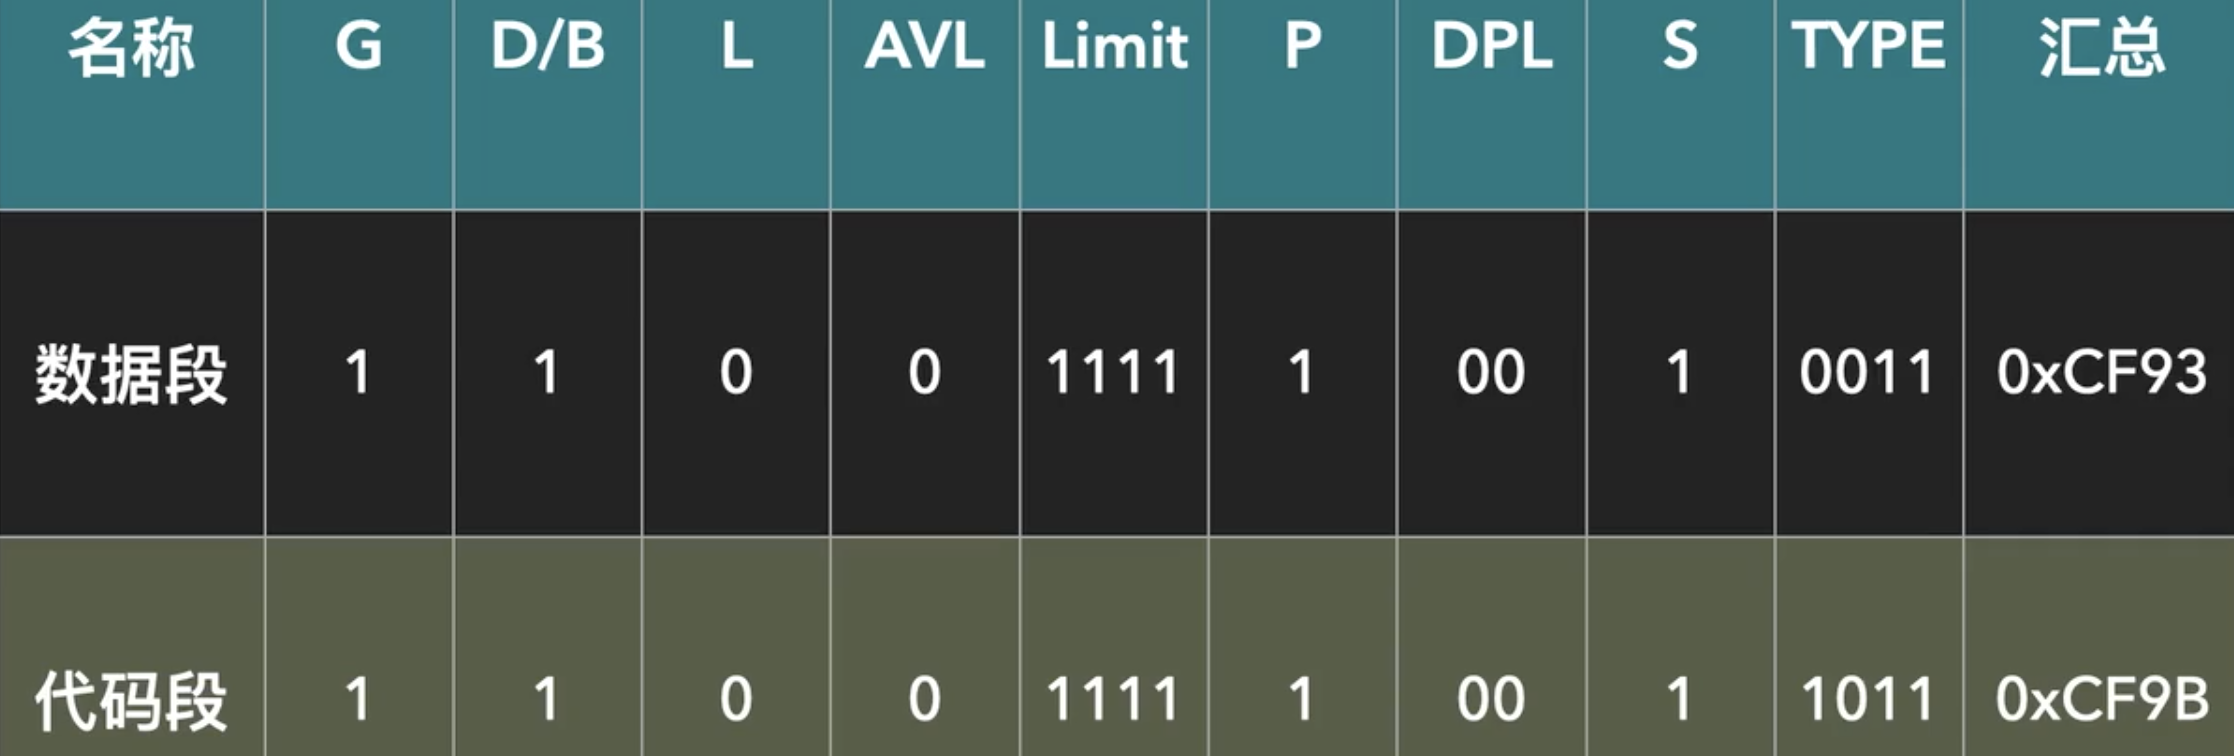 名称 G D/B L AVL Limit P DPL S TYPE 汇总
数据段 1 1 0 0 1111 1 00 1 0011 0xCF93
代码段 1 1 0 0 1111 1 00 1 1011 0xCF9B